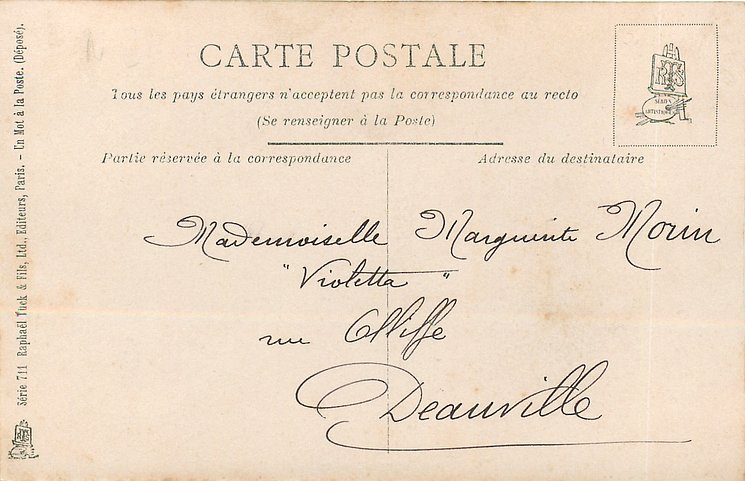 CARTE POSTALE
Tous les pays étrangers n'acceptent pas la correspondance au recto
(Se renseigner à la Poste)
Partie réservée à la correspondance
Adresse du destinataire
Mademoiselle Marguerite Morin
"Violetta"
rue Olliffe
Deauville
Série 711 Raphaël Tuck & Fils, Ltd., Editeurs, Paris. – Un Mot à la Poste. (Déposé).